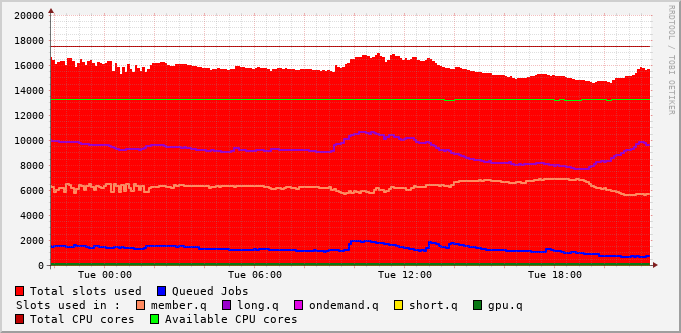 20000
18000
16000
14000
12000
10000
8000
6000
4000
2000
0
Tue 00:00 Tue 06:00 Tue 12:00 Tue 18:00
RRDTOOL / TOBI OETIKER
Total slots used Queued Jobs
Slots used in : member.q long.q ondemand.q short.q gpu.q
Total CPU cores Available CPU cores